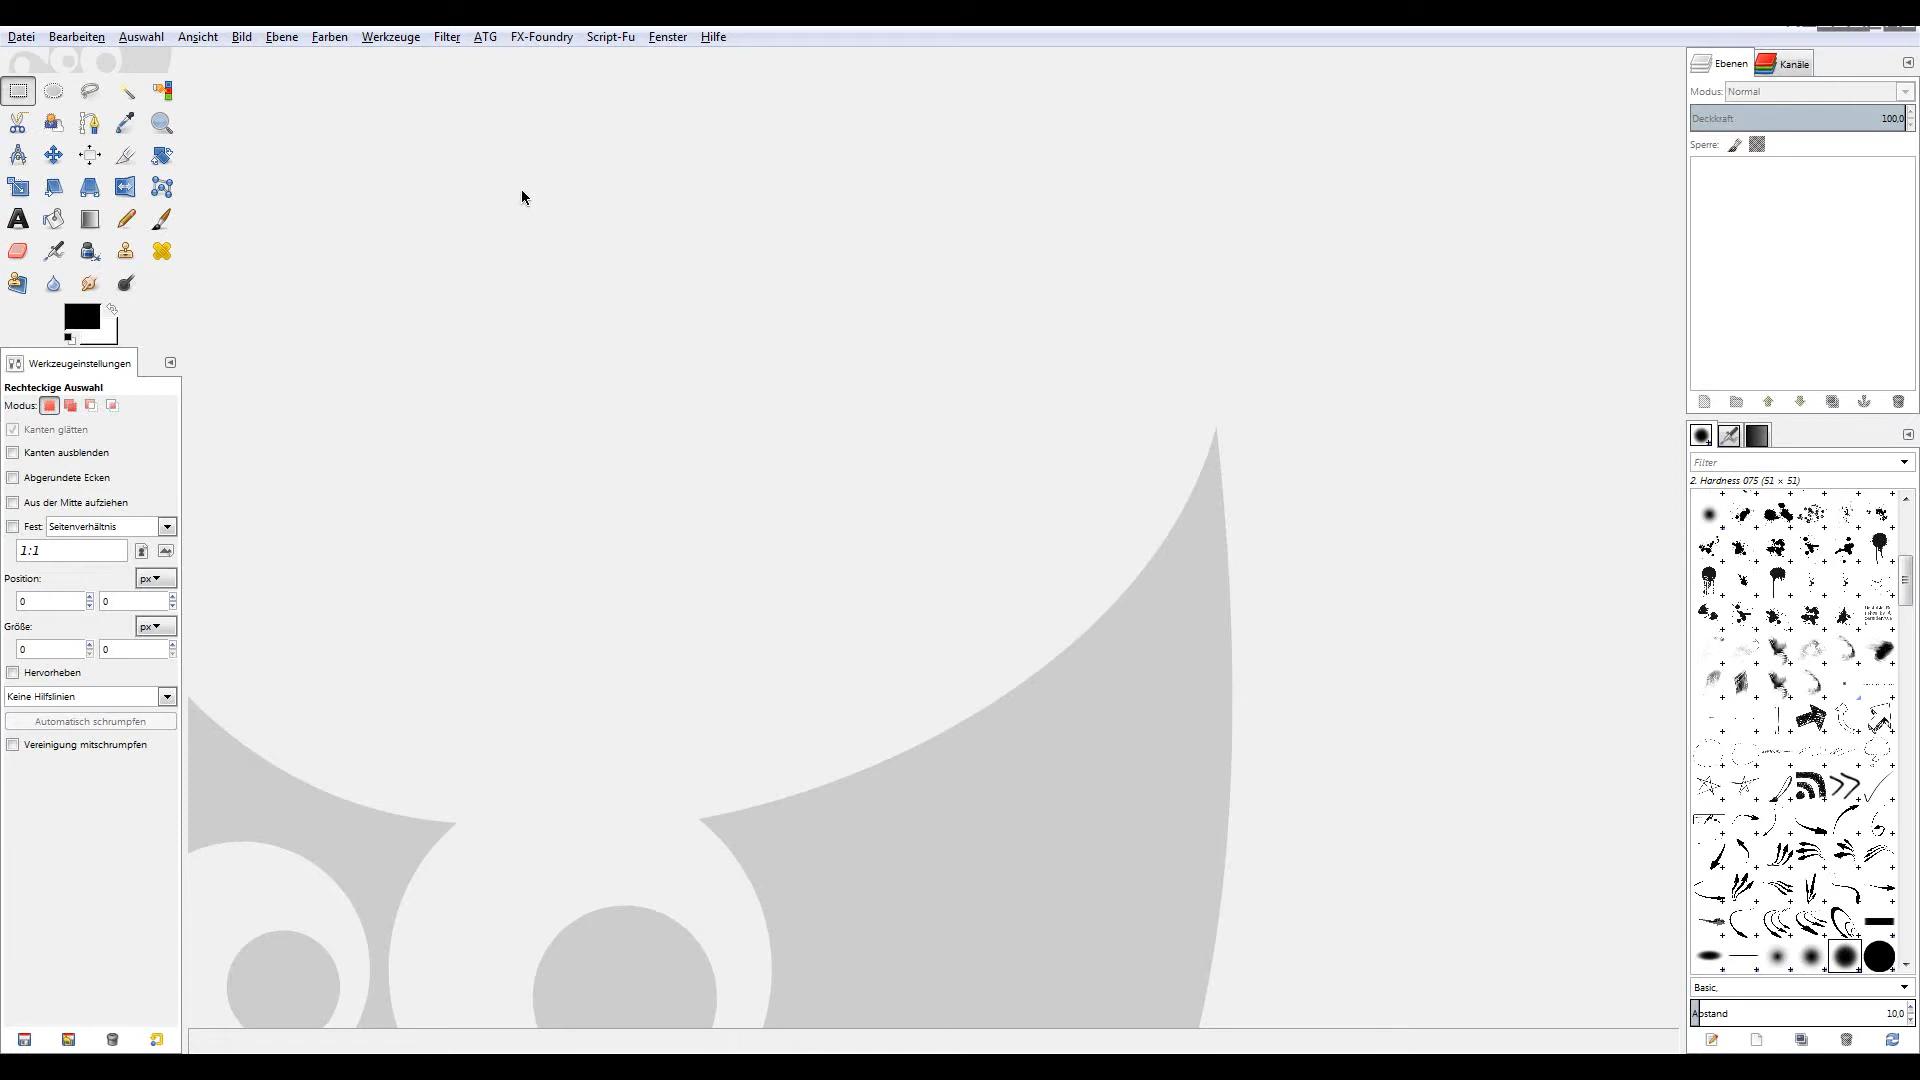 Datei Bearbeiten Auswahl Ansicht Bild Ebene Farben Werkzeuge Filter ATG FX-Foundry Script-Fu Fenster Hilfe
Ebenen Kanäle
Modus: Normal
Deckkraft 100,0
Sperre:
Werkzeugeinstellungen
Rechteckige Auswahl
Modus:
Kanten glätten
Kanten ausblenden
Abgerundete Ecken
Aus der Mitte aufziehen
Fest: Seitenverhältnis
1:1
Position: px
0 0
Größe: px
0 0
Hervorheben
Keine Hilfslinien
Automatisch schrumpfen
Vereinigung mitschrumpfen
Filter
2. Hardness 075 (51 × 51)
Basic,
Abstand 10,0